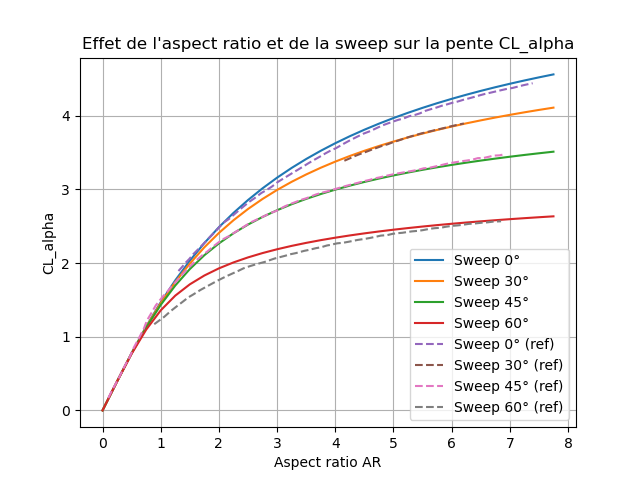 Effet de l'aspect ratio et de la sweep sur la pente CL_alpha
CL_alpha
4
3
2
1
0
0 1 2 3 4 5 6 7 8
Aspect ratio AR
Sweep 0°
Sweep 30°
Sweep 45°
Sweep 60°
Sweep 0° (ref)
Sweep 30° (ref)
Sweep 45° (ref)
Sweep 60° (ref)